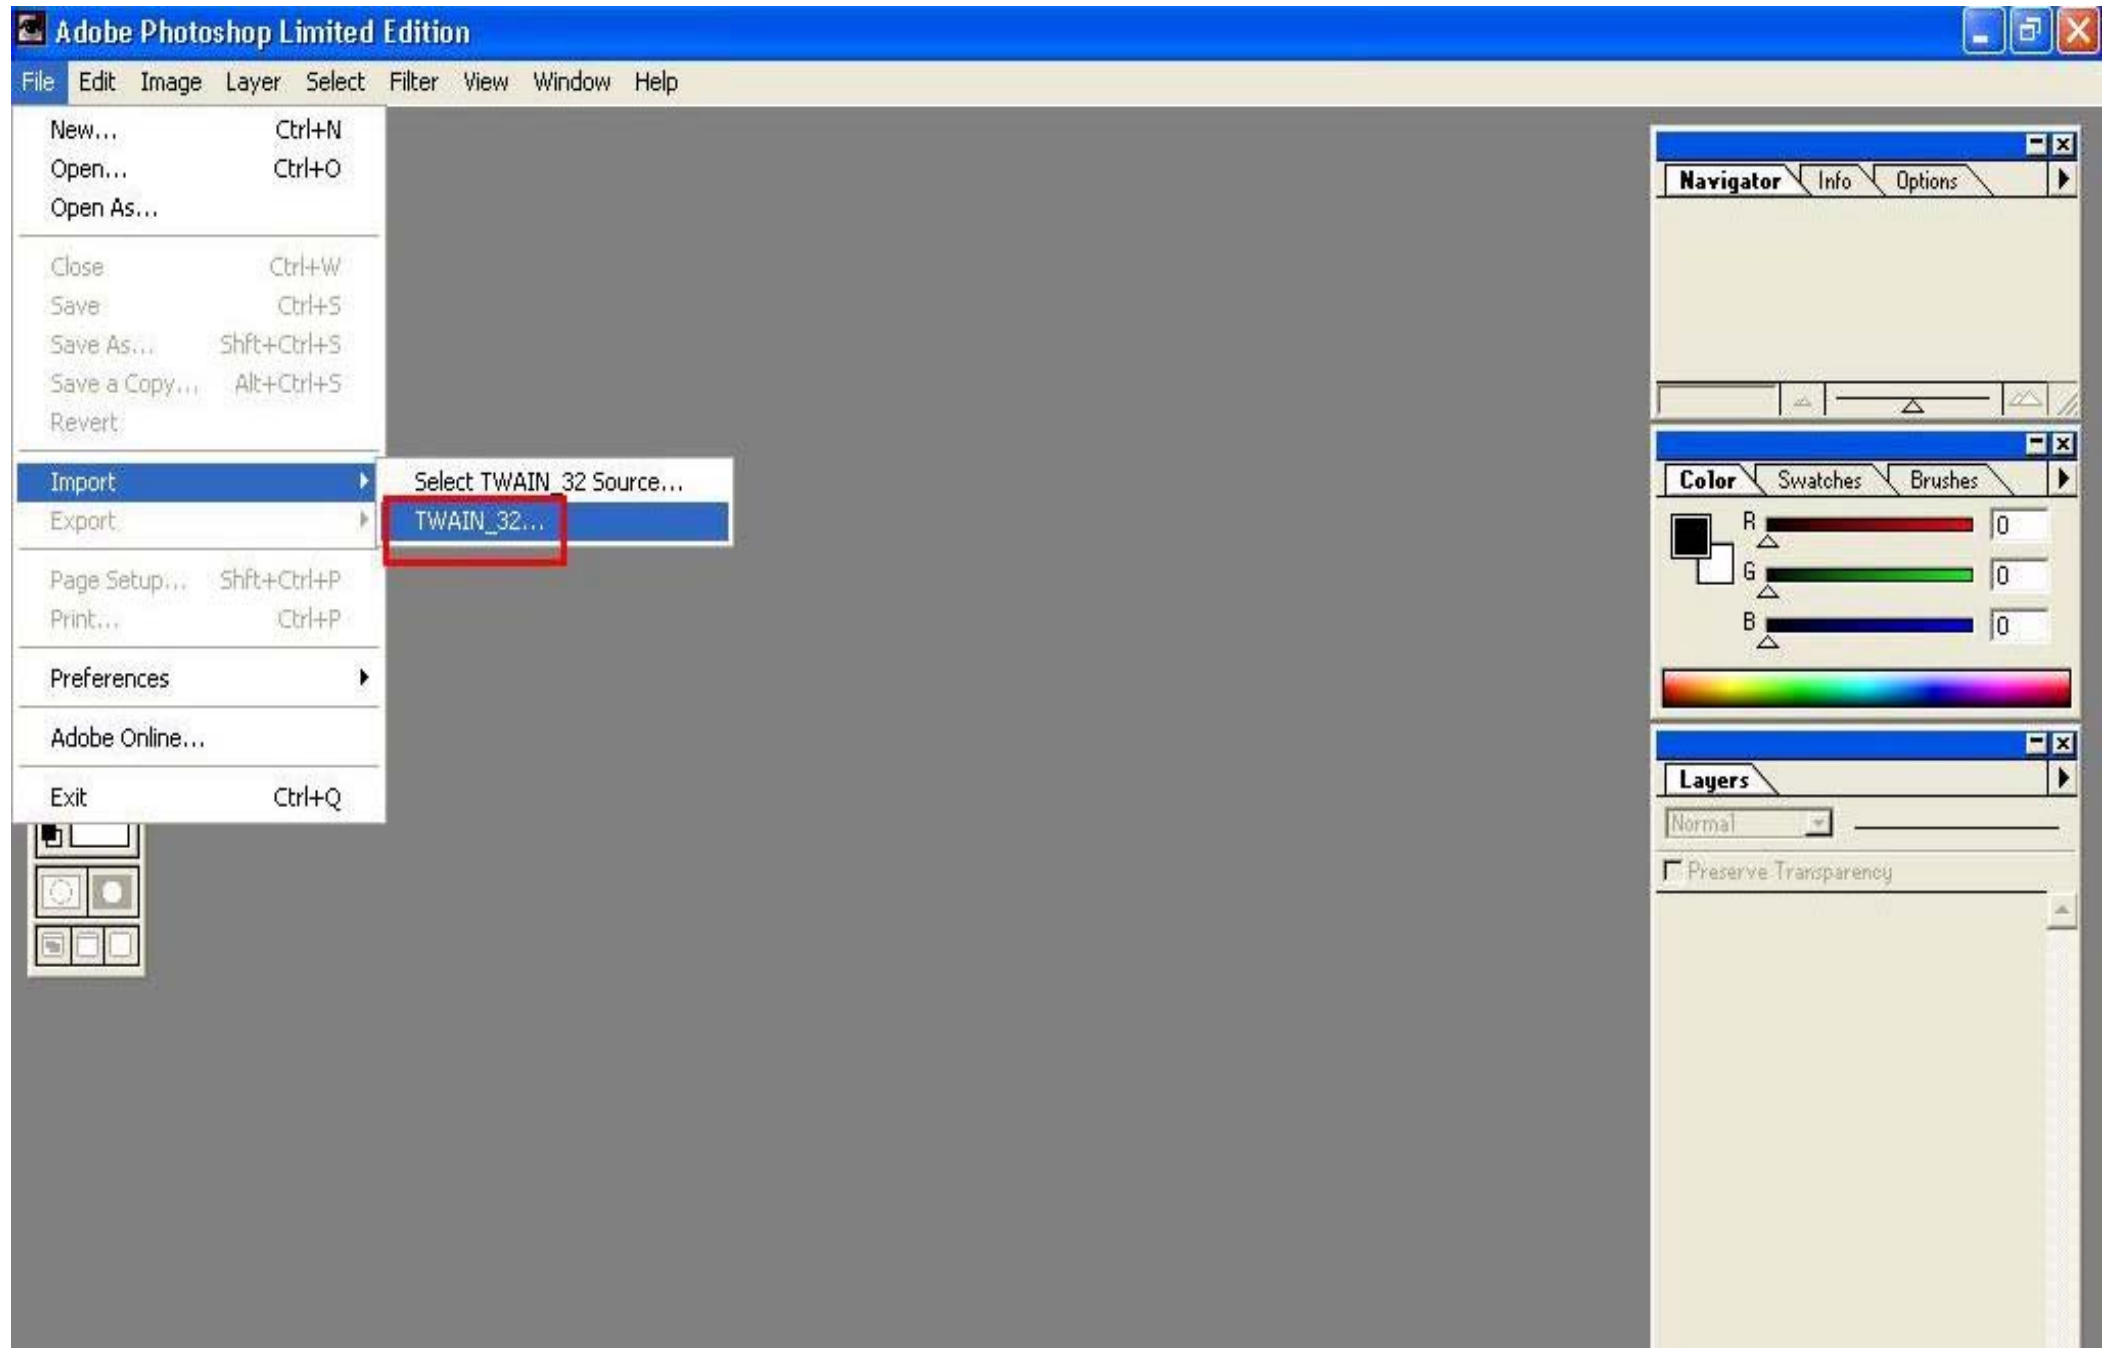 Adobe Photoshop Limited Edition
File Edit Image Layer Select Filter View Window Help
New... Ctrl+N
Open... Ctrl+O
Open As...
Close Ctrl+W
Save Ctrl+S
Save As... Shft+Ctrl+S
Save a Copy... Alt+Ctrl+S
Revert
Import
Export
Page Setup... Shft+Ctrl+P
Print... Ctrl+P
Preferences
Adobe Online...
Exit Ctrl+Q
Select TWAIN_32 Source...
TWAIN_32...
Navigator Info Options
Color Swatches Brushes
R 0
G 0
B 0
Layers
Normal
Preserve Transparency